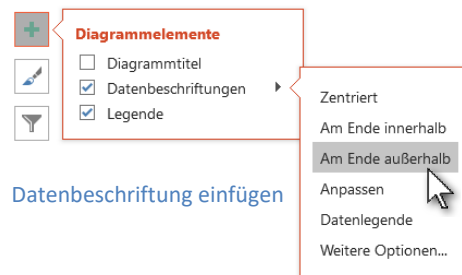 Diagrammelemente
Diagrammtitel
Datenbeschriftungen
Legende
Zentriert
Am Ende innerhalb
Am Ende außerhalb
Anpassen
Datenlegende
Weitere Optionen...
Datenbeschriftung einfügen